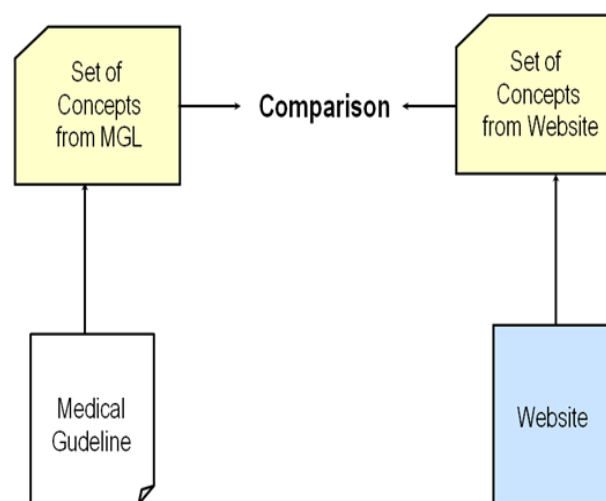 Set of
Concepts
from MGL
Comparison
Set of
Concepts
from Website
Medical
Gudeline
Website